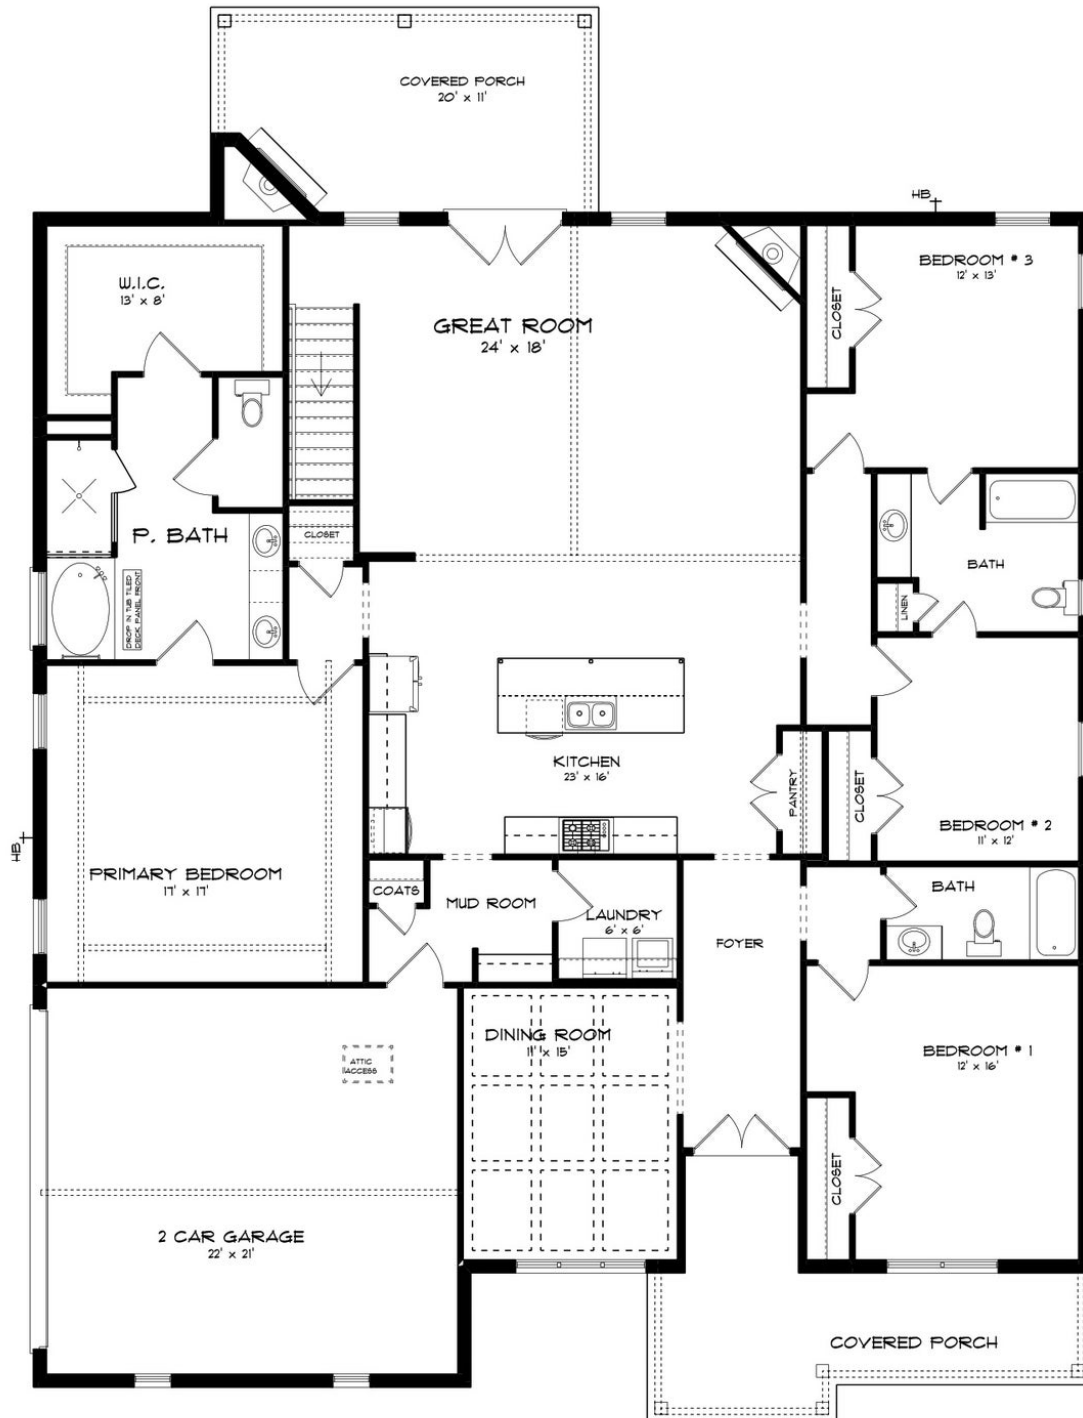 COVERED PORCH
20' x 11'
HB
BEDROOM # 3
12' x 13'
W.I.C.
13' x 8'
CLOSET
GREAT ROOM
24' x 18'
P. BATH
CLOSET
BATH
DROP IN TUB TILED
DECK, PANEL FRONT
LINEN
KITCHEN
23' x 16'
PANTRY
CLOSET
BEDROOM # 2
11' x 12'
HB
PRIMARY BEDROOM
17' x 17'
COATS
MUD ROOM
LAUNDRY
6' x 6'
BATH
FOYER
DINING ROOM
11' x 15'
BEDROOM # 1
12' x 16'
ATTIC
ACCESS
CLOSET
2 CAR GARAGE
22' x 21'
COVERED PORCH